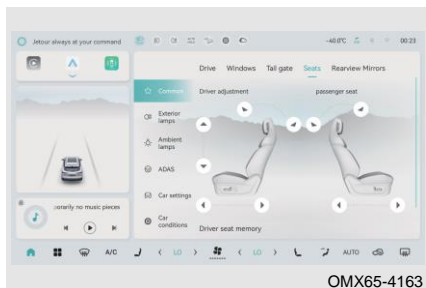 Jetour always at your command
-40.0℃
00:23
Drive Windows Tail gate Seats Rearview Mirrors
Common
Driver adjustment
passenger seat
Exterior
lamps
Ambient
lamps
ADAS
Car settings
Car
conditions
Driver seat memory
orarily no music pieces
A/C
LO
LO
AUTO
OMX65-4163